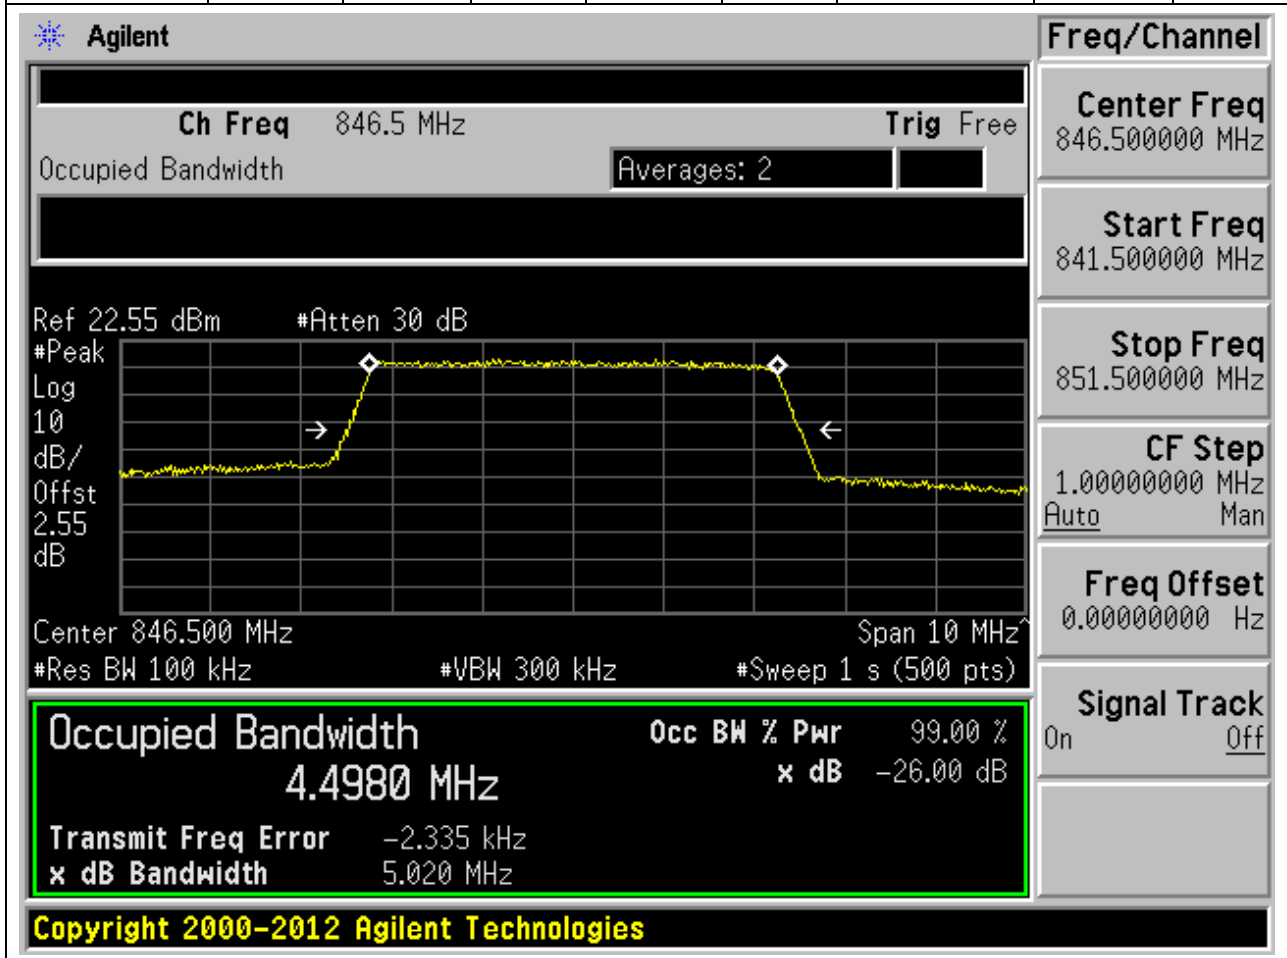 Agilent
Freq/Channel
Ch Freq 846.5 MHz Trig Free
Occupied Bandwidth Averages: 2
Center Freq
846.500000 MHz
Start Freq
841.500000 MHz
Stop Freq
851.500000 MHz
CF Step
1.00000000 MHz
Auto Man
Freq Offset
0.00000000 Hz
Signal Track
On Off
Ref 22.55 dBm #Atten 30 dB
#Peak
Log
10
dB/
Offst
2.55
dB
Center 846.500 MHz Span 10 MHz^
#Res BW 100 kHz #VBW 300 kHz #Sweep 1 s (500 pts)
Occupied Bandwidth
4.4980 MHz
Occ BW % Pwr 99.00 %
x dB -26.00 dB
Transmit Freq Error -2.335 kHz
x dB Bandwidth 5.020 MHz
Copyright 2000-2012 Agilent Technologies